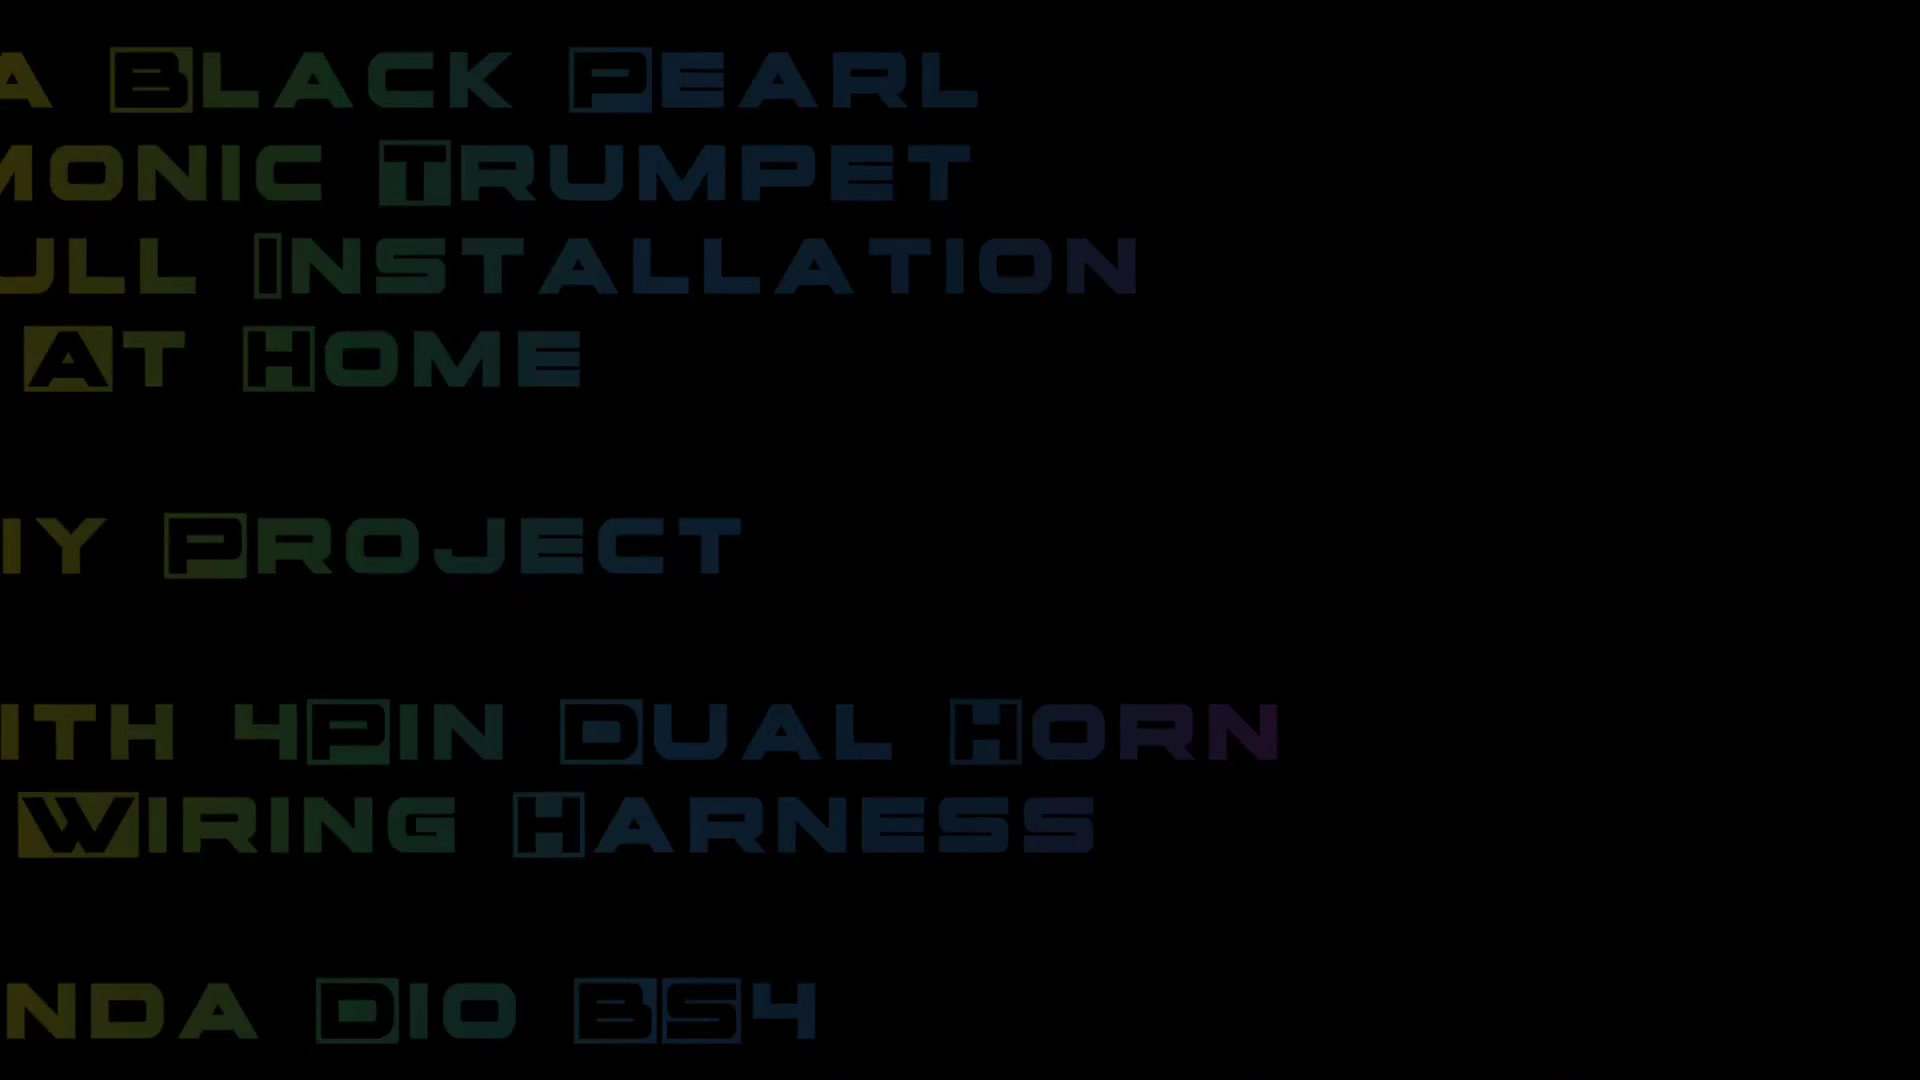 A Black Pearl
monic Trumpet
ull Installation
At Home
iy Project
ith 4Pin Dual Horn
Wiring Harness
nda Dio BS4